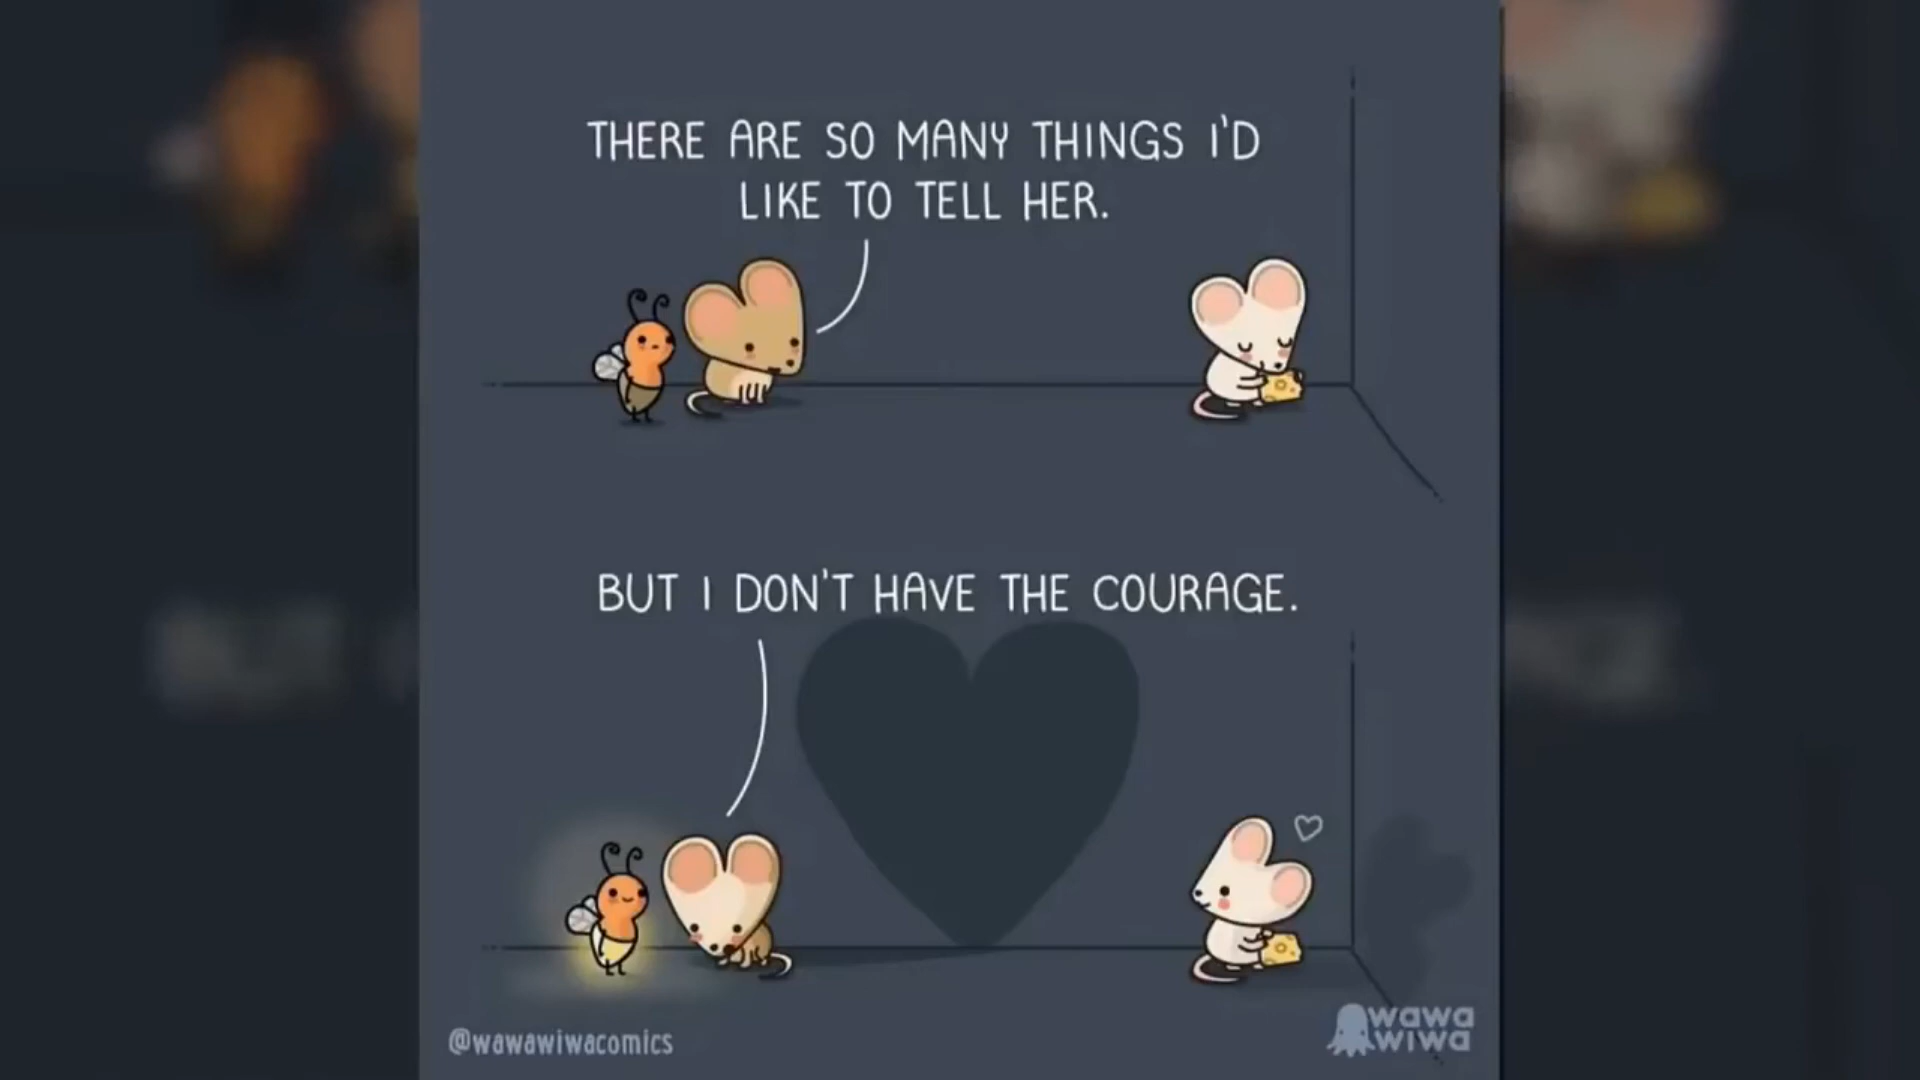 THERE ARE SO MANY THINGS I'D
LIKE TO TELL HER.
BUT I DON'T HAVE THE COURAGE.
@wawawiwacomics
wawa
wiwa